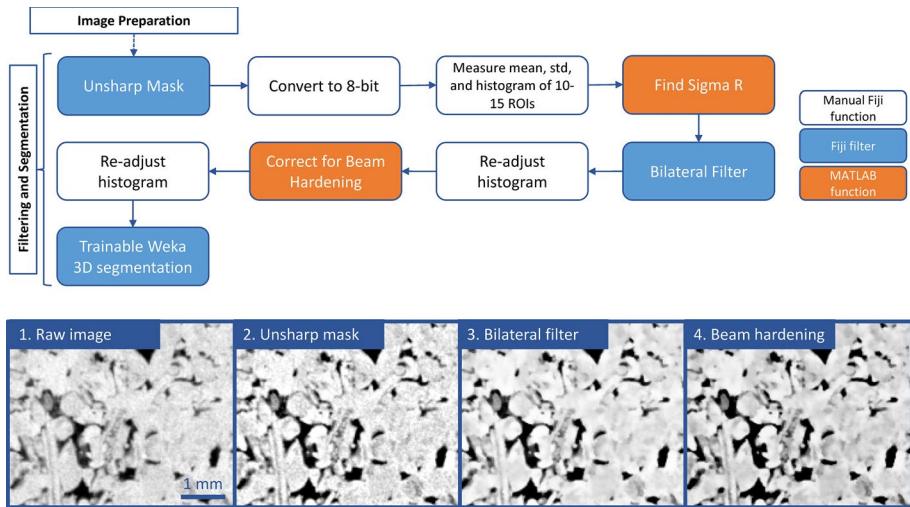 Image Preparation
Filtering and Segmentation
Unsharp Mask
Convert to 8-bit
Measure mean, std,
and histogram of 10-
15 ROIs
Find Sigma R
Manual Fiji
function
Fiji filter
MATLAB
function
Re-adjust
histogram
Correct for Beam
Hardening
Re-adjust
histogram
Bilateral Filter
Trainable Weka
3D segmentation
1. Raw image
2. Unsharp mask
3. Bilateral filter
4. Beam hardening
1 mm